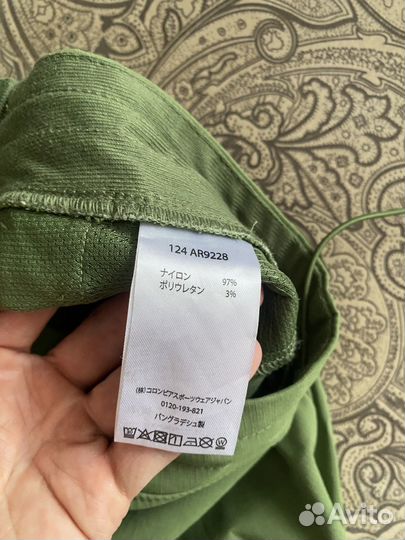 124 AR9228
ナイロン 97%
ポリウレタン 3%
(株)コロンビアスポーツウェアジャパン
0120-193-821
バングラデシュ製
Avito